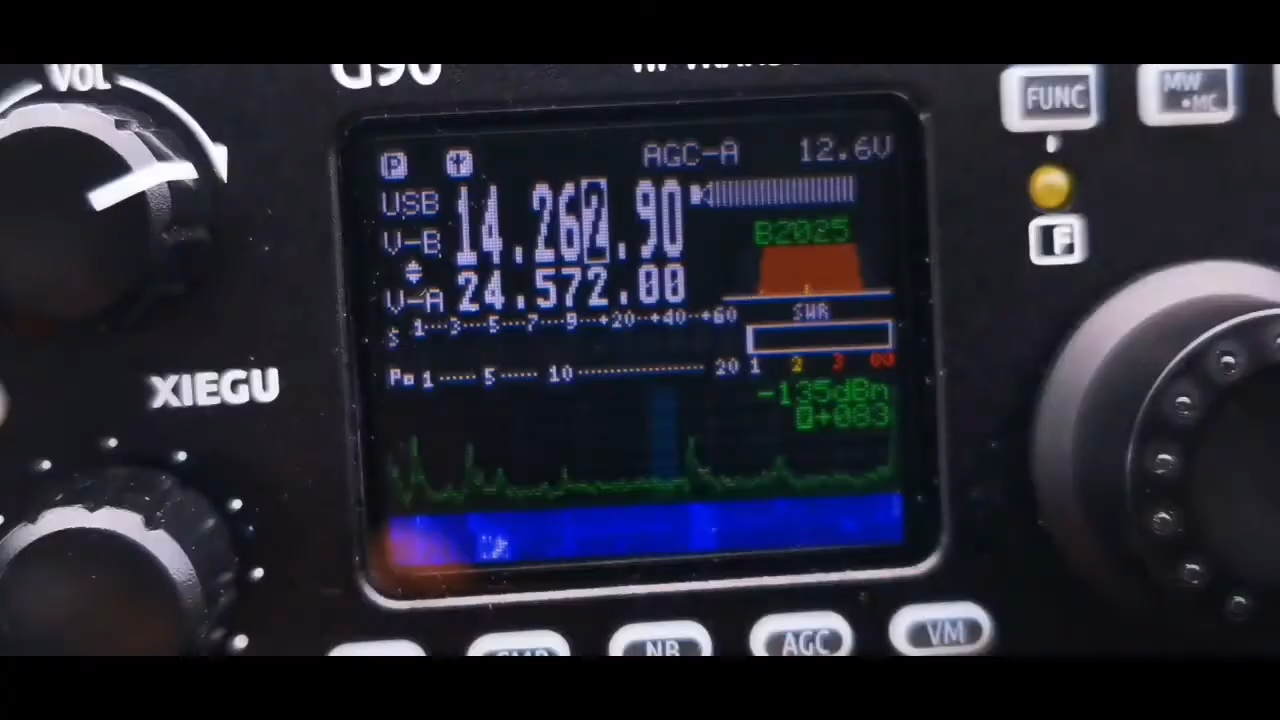 VOL
G90
FUNC
MW
•MC
P
AGC-A 12.6V
USB 14.262.90
V-B
B2025
V-A 24.572.00
SWR
S 1···3···5···7···9···+20···+40···+60
Po 1·····5·····10·················20
1 2 3 00
-135dBm
+083
F
XIEGU
NB
AGC
VM